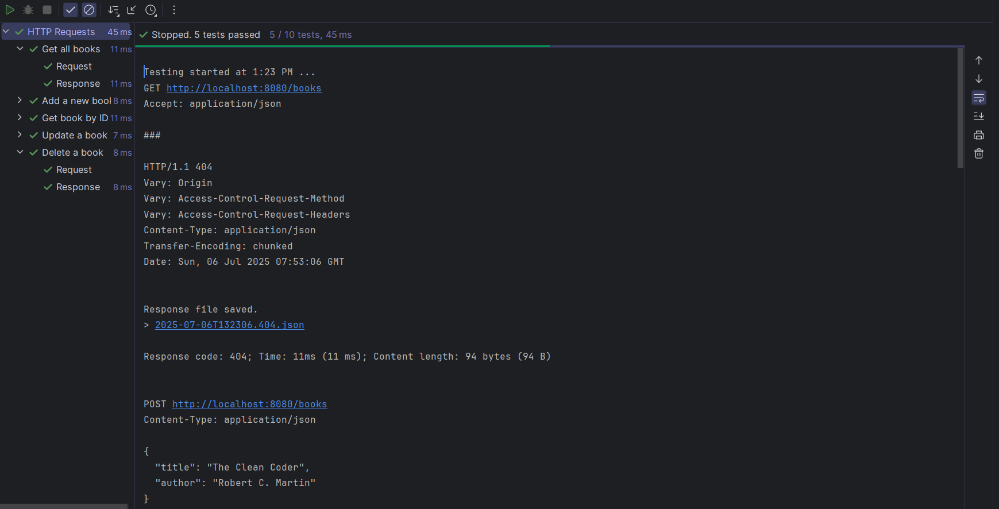 HTTP Requests 45 ms
Get all books 11 ms
Request
Response 11 ms
Add a new bool 8 ms
Get book by ID 11 ms
Update a book 7 ms
Delete a book 8 ms
Request
Response 8 ms
Stopped. 5 tests passed 5 / 10 tests, 45 ms
Testing started at 1:23 PM ...
GET http://localhost:8080/books
Accept: application/json
###
HTTP/1.1 404
Vary: Origin
Vary: Access-Control-Request-Method
Vary: Access-Control-Request-Headers
Content-Type: application/json
Transfer-Encoding: chunked
Date: Sun, 06 Jul 2025 07:53:06 GMT
Response file saved.
> 2025-07-06T132306.404.json
Response code: 404; Time: 11ms (11 ms); Content length: 94 bytes (94 B)
POST http://localhost:8080/books
Content-Type: application/json
{
  "title": "The Clean Coder",
  "author": "Robert C. Martin"
}